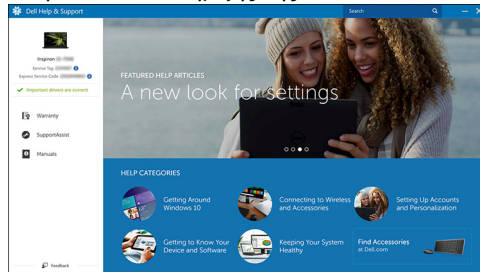 Dell Help & Support
Search
Inspiron
Service Tag:
Express Service Code:
Important drivers are current
Warranty
SupportAssist
Manuals
Feedback
FEATURED HELP ARTICLES
A new look for settings
HELP CATEGORIES
Getting Around
Windows 10
Connecting to Wireless
and Accessories
Setting Up Accounts
and Personalization
Getting to Know Your
Device and Software
Keeping Your System
Healthy
Find Accessories
at Dell.com